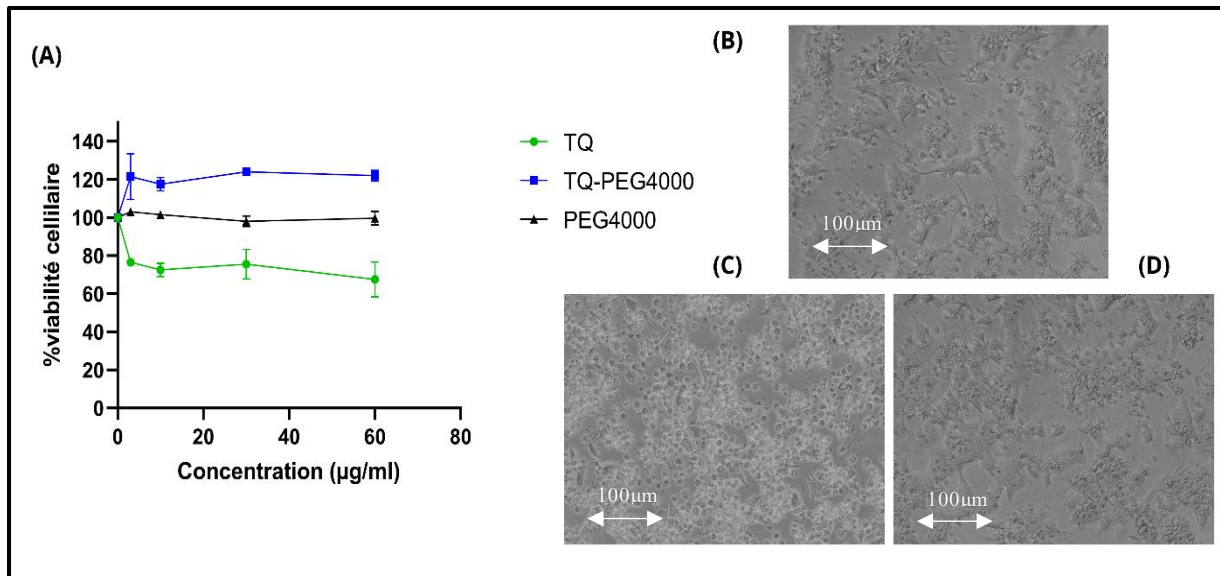 (A)
140
120
100
80
60
40
20
0
%viabilité cellilaire
0 20 40 60 80
Concentration (µg/ml)
TQ
TQ-PEG4000
PEG4000
(B)
100µm
(C)
100µm
(D)
100µm